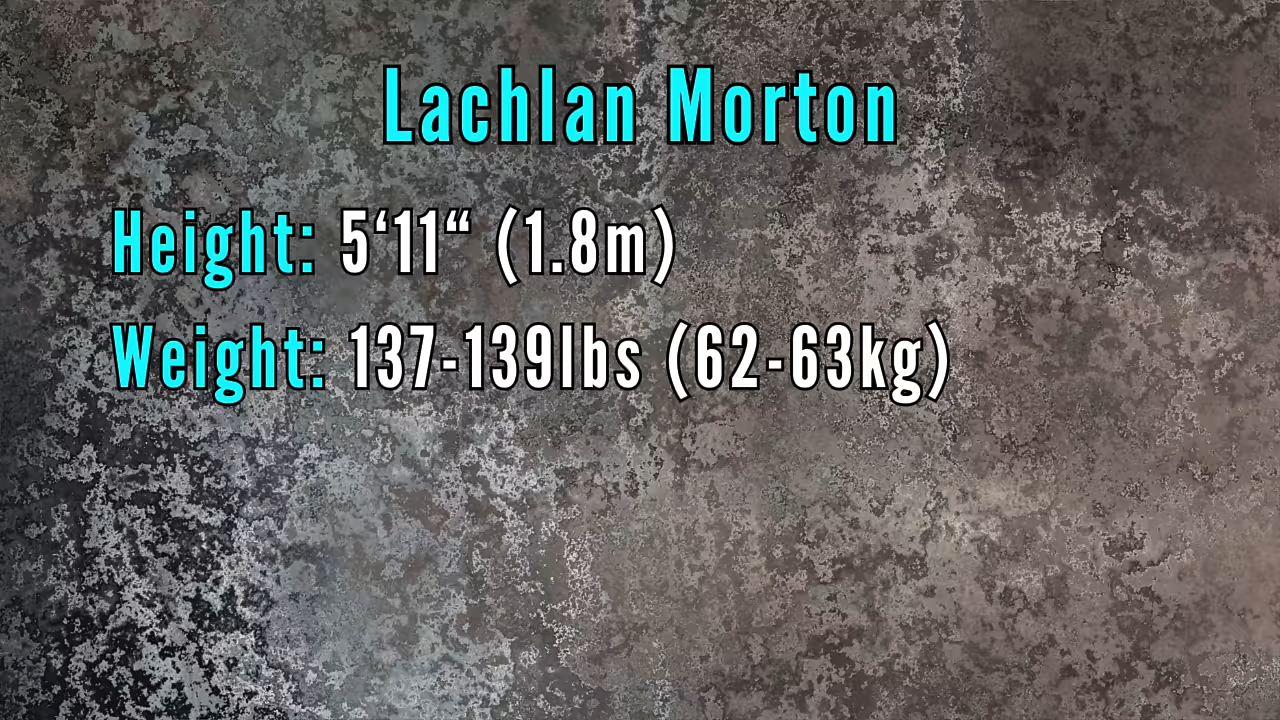 Lachlan Morton
Height: 5‘11“ (1.8m)
Weight: 137-139lbs (62-63kg)